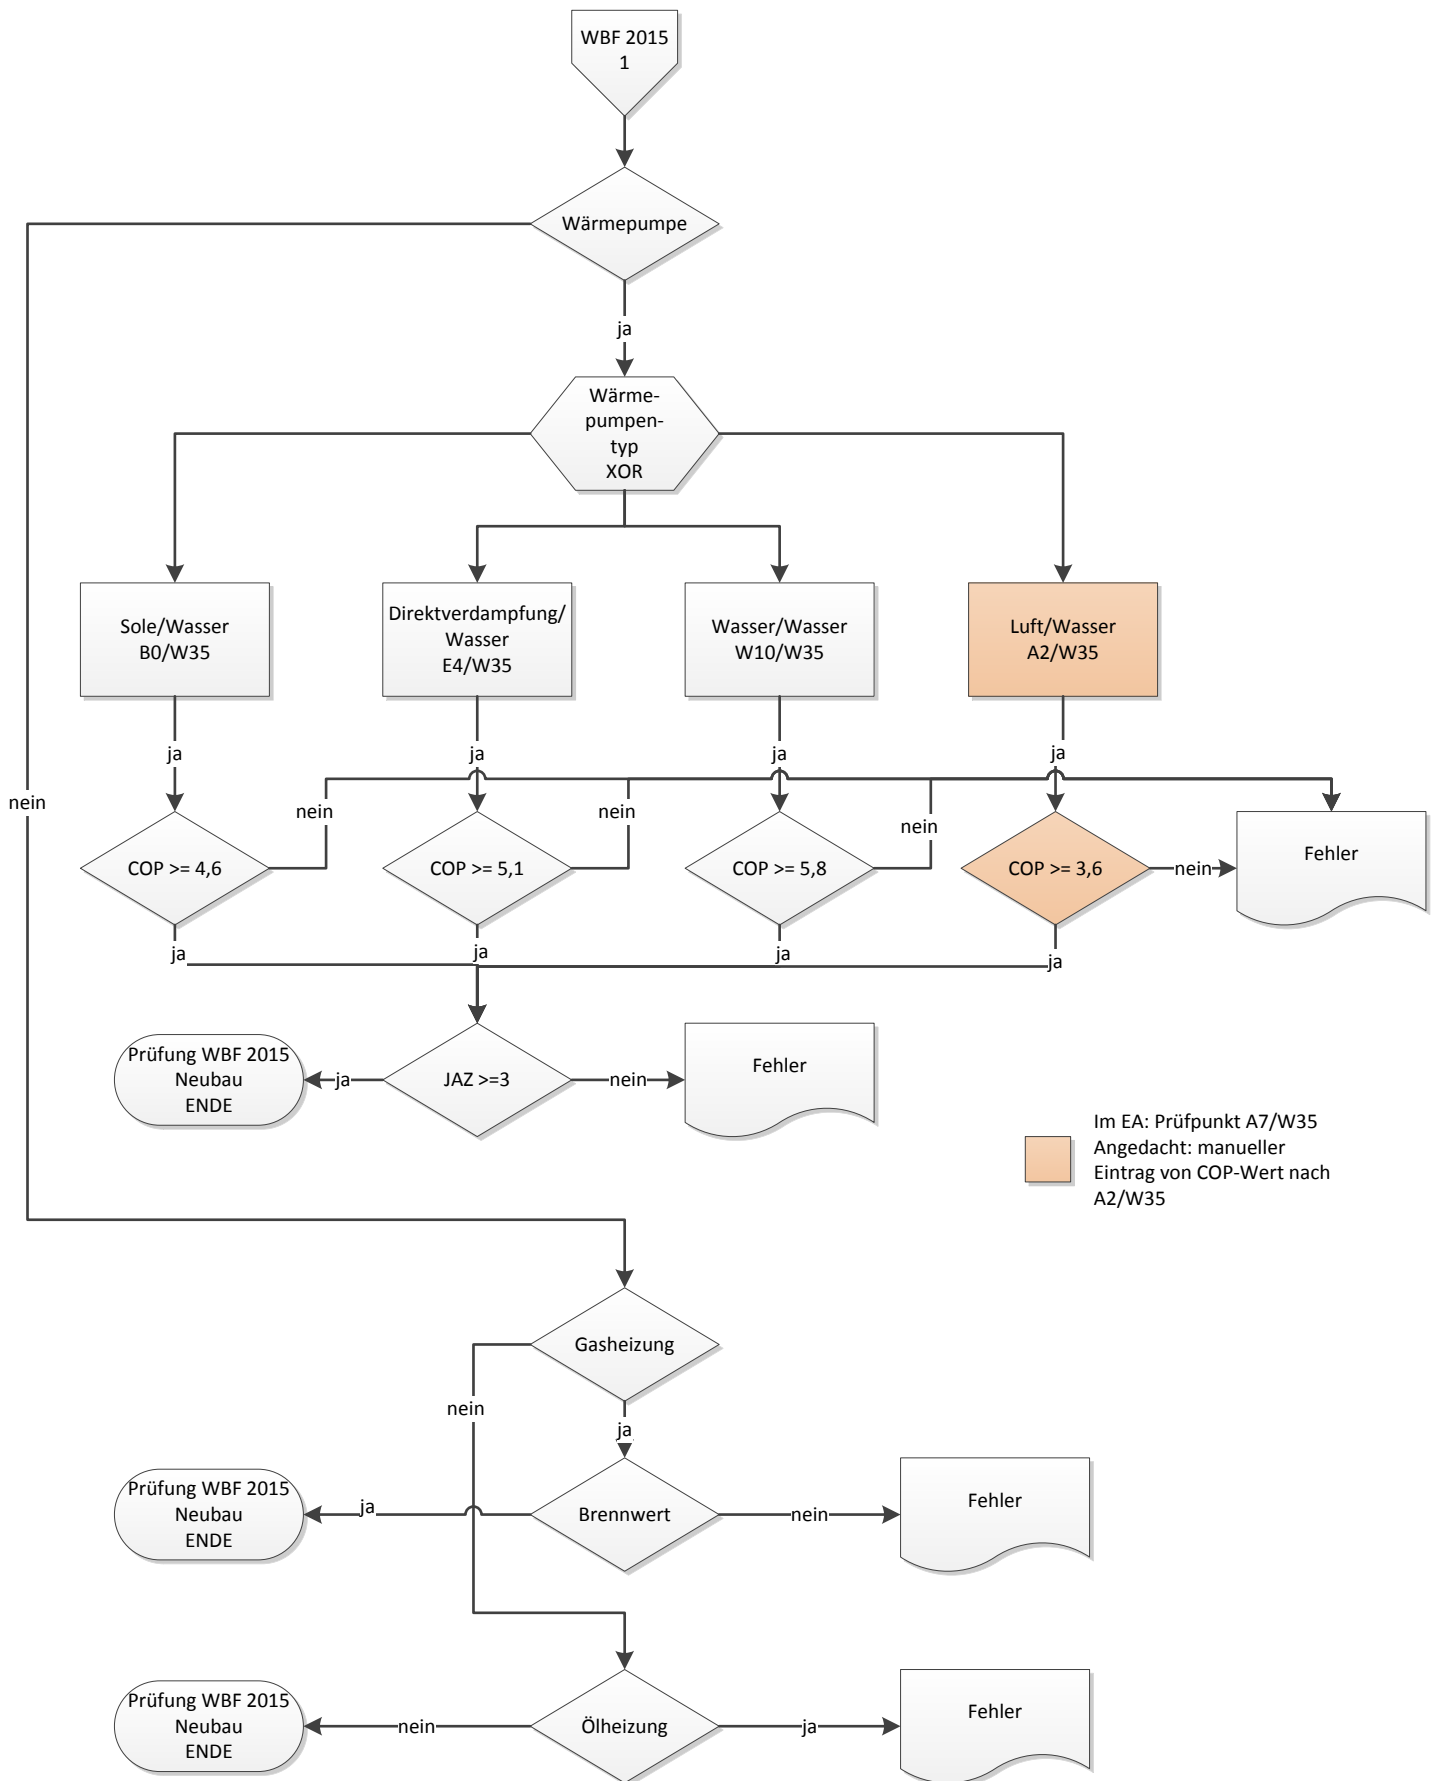 WBF 2015
1
Wärmepumpe
ja
Wärme-
pumpen-
typ
XOR
Sole/Wasser
B0/W35
Direktverdampfung/
Wasser
E4/W35
Wasser/Wasser
W10/W35
Luft/Wasser
A2/W35
ja
ja
ja
ja
nein
nein
nein
nein
COP >= 4,6
COP >= 5,1
COP >= 5,8
COP >= 3,6
nein
Fehler
ja
ja
ja
ja
Prüfung WBF 2015
Neubau
ENDE
ja
JAZ >=3
nein
Fehler
Im EA: Prüfpunkt A7/W35
Angedacht: manueller
Eintrag von COP-Wert nach
A2/W35
Gasheizung
nein
ja
Prüfung WBF 2015
Neubau
ENDE
ja
Brennwert
nein
Fehler
Prüfung WBF 2015
Neubau
ENDE
nein
Ölheizung
ja
Fehler